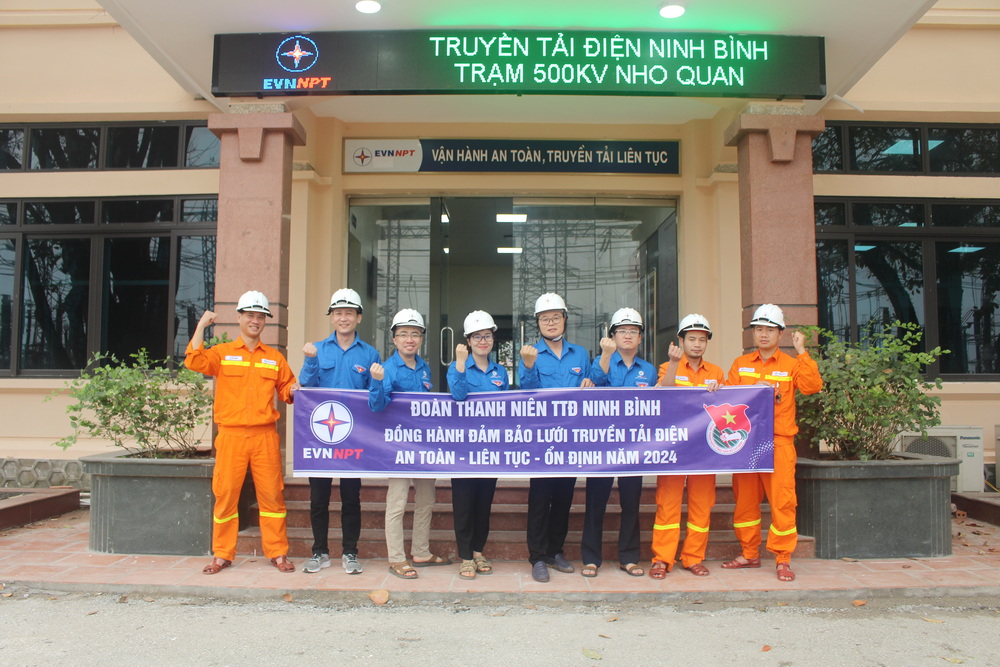 TRUYỀN TẢI ĐIỆN NINH BÌNH
EVNNPT
TRẠM 500KV NHO QUAN
EVNNPT
VẬN HÀNH AN TOÀN, TRUYỀN TẢI LIÊN TỤC
ĐOÀN THANH NIÊN TTĐ NINH BÌNH
ĐỒNG HÀNH ĐẢM BẢO LƯỚI TRUYỀN TẢI ĐIỆN
EVNNPT
AN TOÀN - LIÊN TỤC - ỔN ĐỊNH NĂM 2024
Panasonic